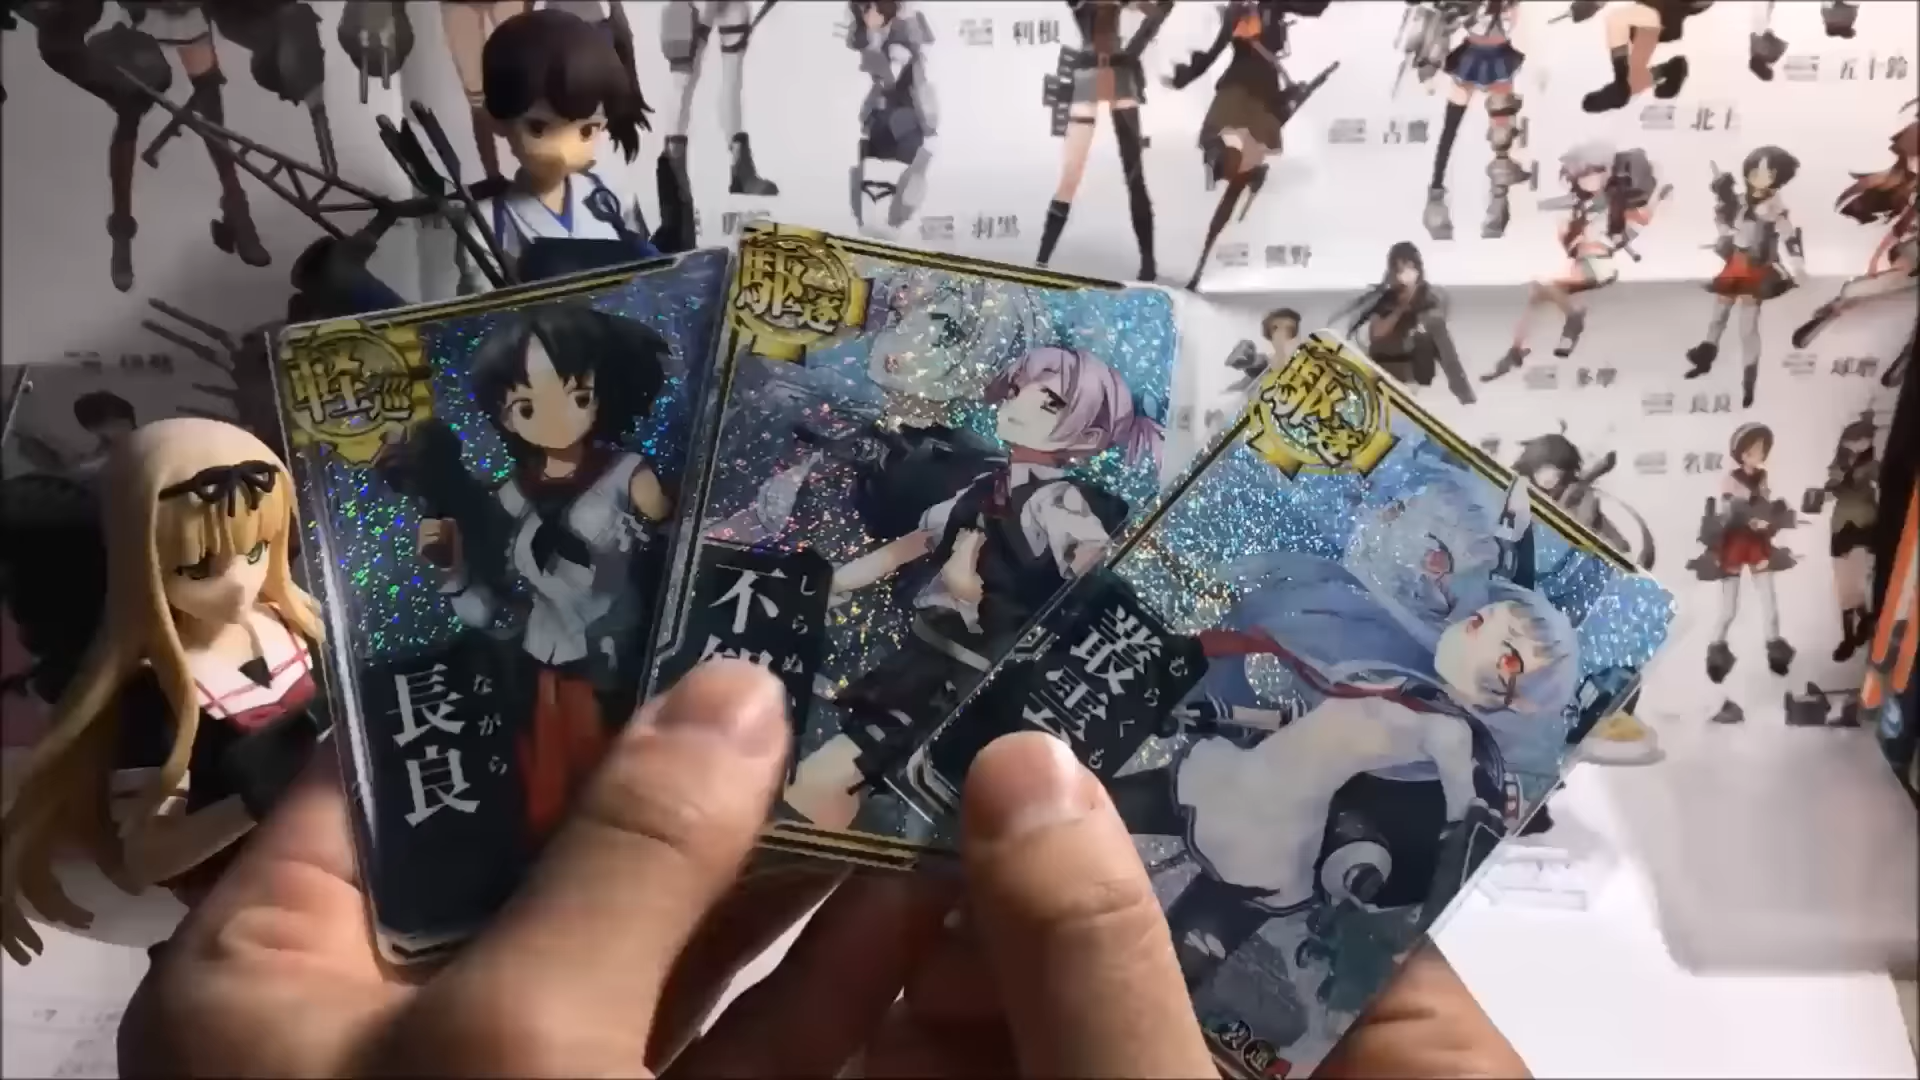 利根
五十鈴
古鷹
北上
羽黒
熊野
多摩
長良
球磨
名取
軽巡
長良
ながら
駆逐
不
しらぬ
駆逐
叢雲
むらくも